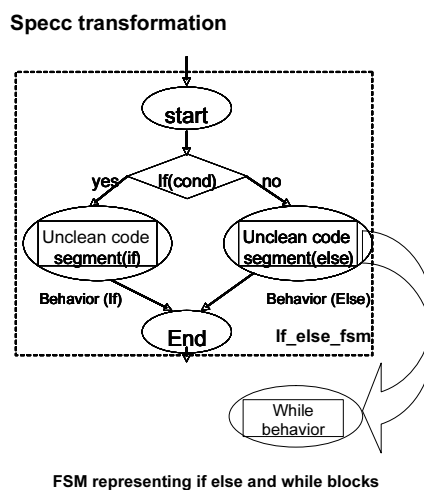 Specc transformation
start
If(cond)
yes
no
Unclean code
segment(if)
Unclean code
segment(else)
Behavior (If)
Behavior (Else)
End
If_else_fsm
While
behavior
FSM representing if else and while blocks